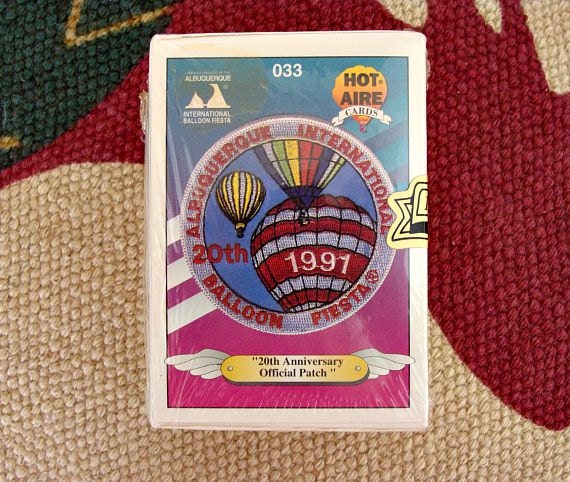 033
ALBUQUERQUE
®
INTERNATIONAL
BALLOON FIESTA
HOT
AIRE
CARDS
ALBUQUERQUE INTERNATIONAL
20th
1991
BALLOON FIESTA®
"20th Anniversary
Official Patch "